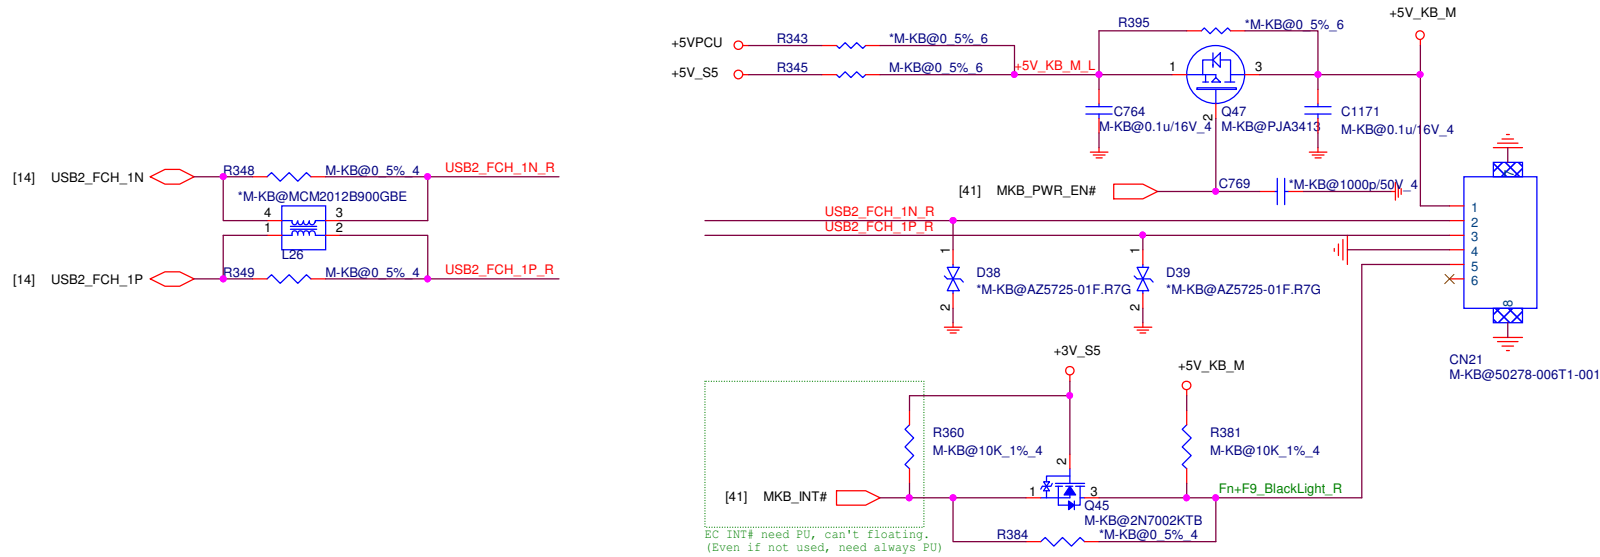 +5V_KB_M
R395
*M-KB@0_5%_6
+5VPCU
R343
*M-KB@0_5%_6
+5V_S5
R345
M-KB@0_5%_6
+5V_KB_M_L
1
3
C764
M-KB@0.1u/16V_4
2
Q47
M-KB@PJA3413
C1171
M-KB@0.1u/16V_4
[14]
USB2_FCH_1N
R348
M-KB@0_5%_4
USB2_FCH_1N_R
*M-KB@MCM2012B900GBE
4
3
1
2
L26
[14]
USB2_FCH_1P
R349
M-KB@0_5%_4
USB2_FCH_1P_R
[41]
MKB_PWR_EN#
C769
*M-KB@1000p/50V_4
USB2_FCH_1N_R
USB2_FCH_1P_R
1
2
D38
*M-KB@AZ5725-01F.R7G
1
2
D39
*M-KB@AZ5725-01F.R7G
1
2
3
4
5
6
8
CN21
M-KB@50278-006T1-001
+3V_S5
+5V_KB_M
R360
M-KB@10K_1%_4
R381
M-KB@10K_1%_4
[41]
MKB_INT#
1
2
3
Q45
M-KB@2N7002KTB
Fn+F9_BlackLight_R
R384
*M-KB@0_5%_4
EC INT# need PU, can't floating.
(Even if not used, need always PU)